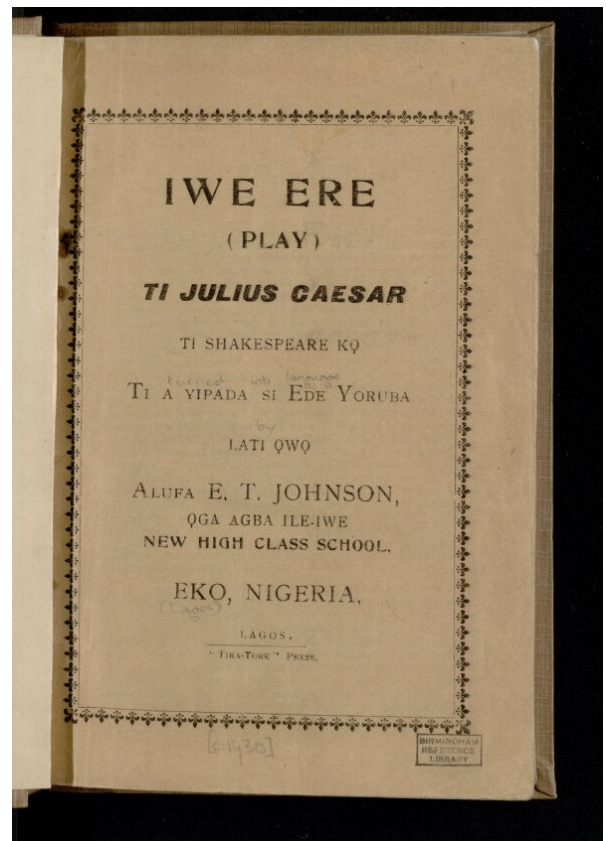 IWE ERE
(PLAY)
TI JULIUS CAESAR
TI SHAKESPEARE KỌ
turned into language
TI A YIPADA SI EDE YORUBA
by
LATI ỌWỌ
ALUFA E. T. JOHNSON,
ỌGA AGBA ILE-IWE
NEW HIGH CLASS SCHOOL.
EKO, NIGERIA.
(Lagos)
LAGOS.
"TIKA-TORE" PRESS.
[c.1930]
BIRMINGHAM
REFERENCE
LIBRARY